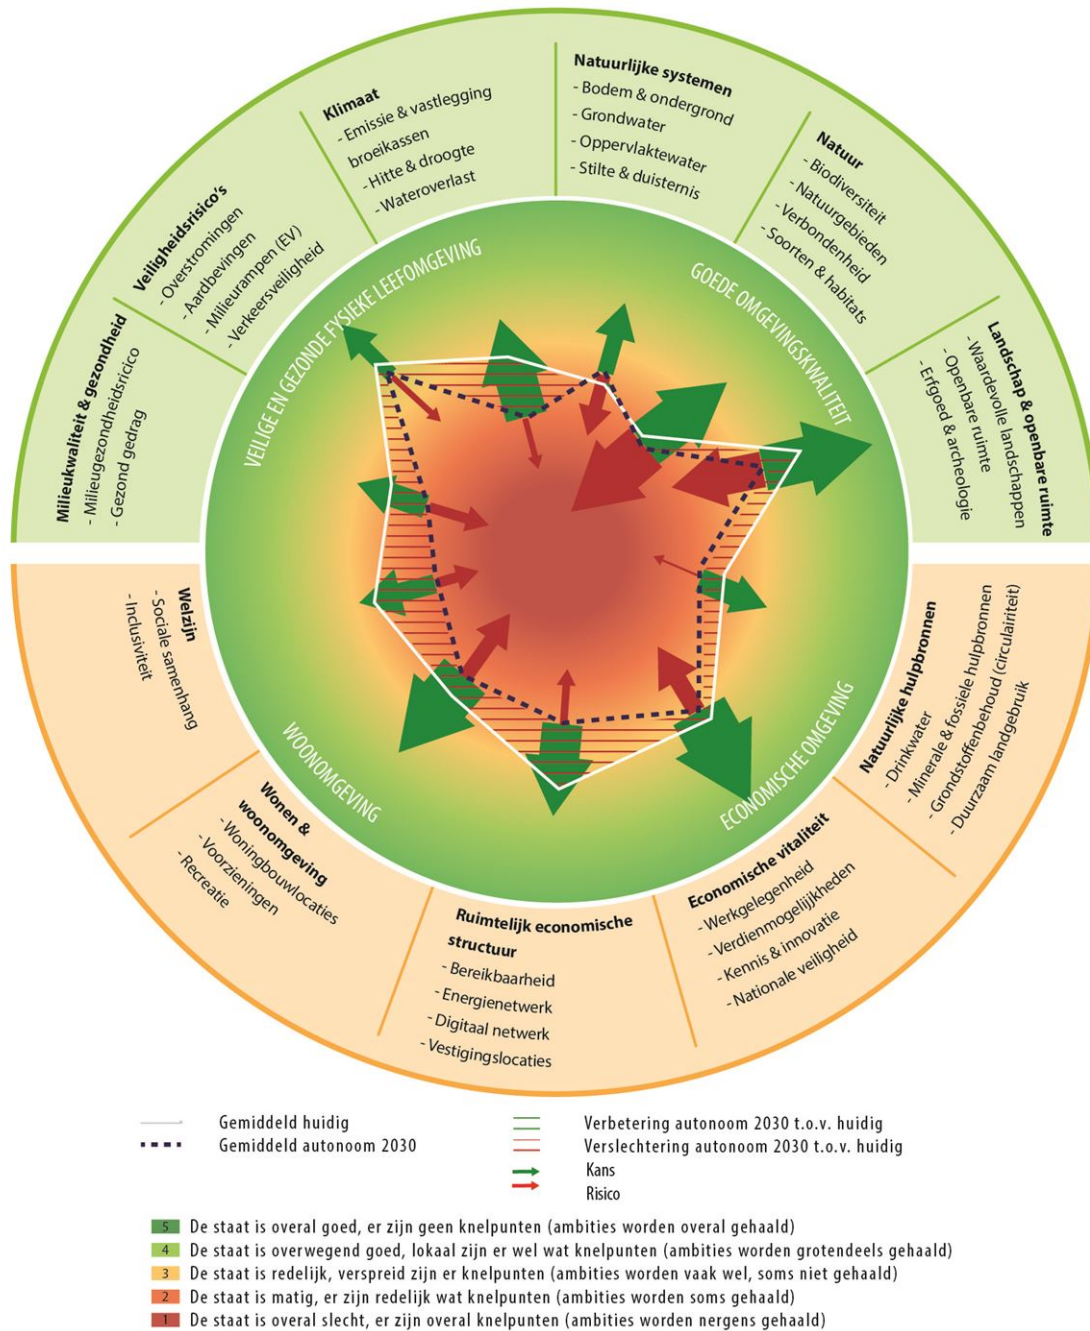 Klimaat
- Emissie & vastlegging
broeikassen
- Hitte & droogte
- Wateroverlast
Natuurlijke systemen
- Bodem & ondergrond
- Grondwater
- Oppervlaktewater
- Stilte & duisternis
Natuur
- Biodiversiteit
- Natuurgebieden
- Verbondenheid
- Soorten & habitats
Veiligheidsrisico's
- Overstromingen
- Aardbevingen
- Milieurampen (EV)
- Verkeersveiligheid
Milieukwaliteit & gezondheid
- Milieugezondheidsricico
- Gezond gedrag
Landschap & openbare ruimte
- Waardevolle landschappen
- Openbare ruimte
- Erfgoed & archeologie
VEILIGE EN GEZONDE FYSIEKE LEEFOMGEVING
GOEDE OMGEVINGSKWALITEIT
WOONOMGEVING
ECONOMISCHE OMGEVING
Welzijn
- Sociale samenhang
- Inclusiviteit
Natuurlijke hulpbronnen
- Drinkwater
- Minerale & fossiele hulpbronnen
- Grondstoffenbehoud (circulairiteit)
- Duurzaam landgebruik
Wonen &
woonomgeving
- Woningbouwlocaties
- Voorzieningen
- Recreatie
Economische vitaliteit
- Werkgelegenheid
- Verdienmogelijkheden
- Kennis & innovatie
- Nationale veiligheid
Ruimtelijk economische
structuur
- Bereikbaarheid
- Energienetwerk
- Digitaal netwerk
- Vestigingslocaties
Gemiddeld huidig
Gemiddeld autonoom 2030
Verbetering autonoom 2030 t.o.v. huidig
Verslechtering autonoom 2030 t.o.v. huidig
Kans
Risico
5 De staat is overal goed, er zijn geen knelpunten (ambities worden overal gehaald)
4 De staat is overwegend goed, lokaal zijn er wel wat knelpunten (ambities worden grotendeels gehaald)
3 De staat is redelijk, verspreid zijn er knelpunten (ambities worden vaak wel, soms niet gehaald)
2 De staat is matig, er zijn redelijk wat knelpunten (ambities worden soms gehaald)
1 De staat is overal slecht, er zijn overal knelpunten (ambities worden nergens gehaald)